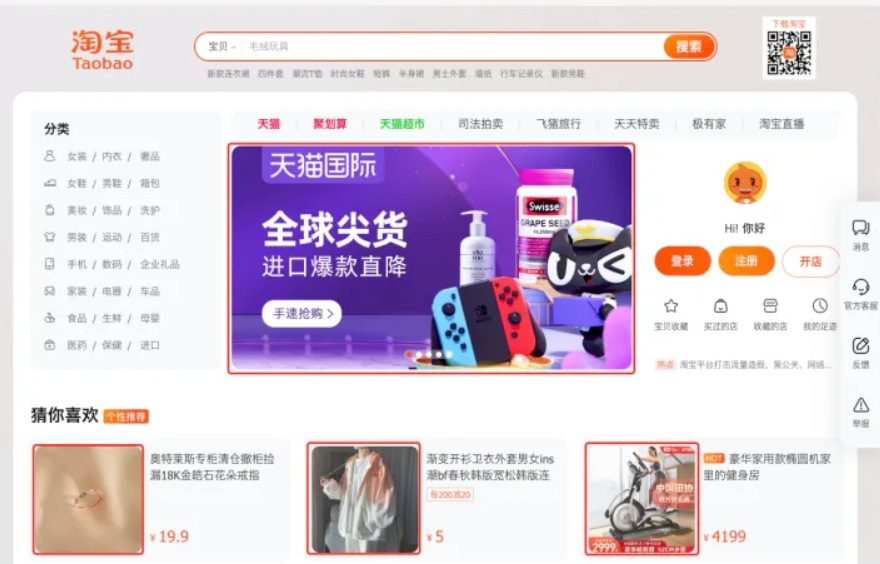 淘宝
Taobao
宝贝
毛绒玩具
搜索
下载淘宝
新款连衣裙 四件套 潮流T恤 时尚女鞋 短裤 半身裙 男士外套 墙纸 行车记录仪 新款男鞋
分类
天猫 聚划算 天猫超市 司法拍卖 飞猪旅行 天天特卖 极有家 淘宝直播
女装 / 内衣 / 奢品
女鞋 / 男鞋 / 箱包
美妆 / 饰品 / 洗护
男装 / 运动 / 百货
手机 / 数码 / 企业礼品
家装 / 电器 / 车品
食品 / 生鲜 / 母婴
医药 / 保健 / 进口
天猫国际
全球尖货
进口爆款直降
手速抢购 >
Swisse
GRAPE SEED
Hi! 你好
登录 注册 开店
宝贝收藏 买过的店 收藏的店 我的足迹
热点 淘宝平台打击流量造假、黑公关、网络...
消息
官方客服
反馈
举报
猜你喜欢 个性推荐
奥特莱斯专柜清仓撤柜捡
漏18K金皓石花朵戒指
¥ 19.9
渐变开衫卫衣外套男女ins
潮bf春秋韩版宽松韩版连
每200减20
¥ 5
中国田协
2999
HOT 豪华家用款椭圆机家
里的健身房
¥ 4199